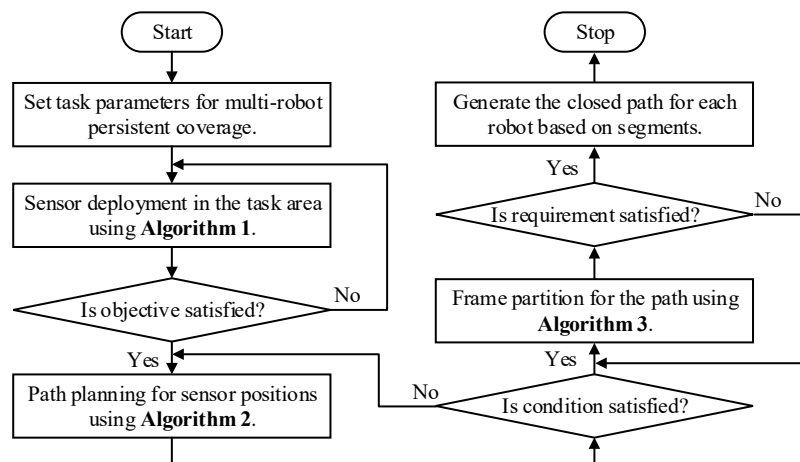 Start
Set task parameters for multi-robot
persistent coverage.
Sensor deployment in the task area
using Algorithm 1.
Is objective satisfied?
No
Yes
Path planning for sensor positions
using Algorithm 2.
Stop
Generate the closed path for each
robot based on segments.
Yes
Is requirement satisfied?
No
Frame partition for the path using
Algorithm 3.
Yes
No
Is condition satisfied?